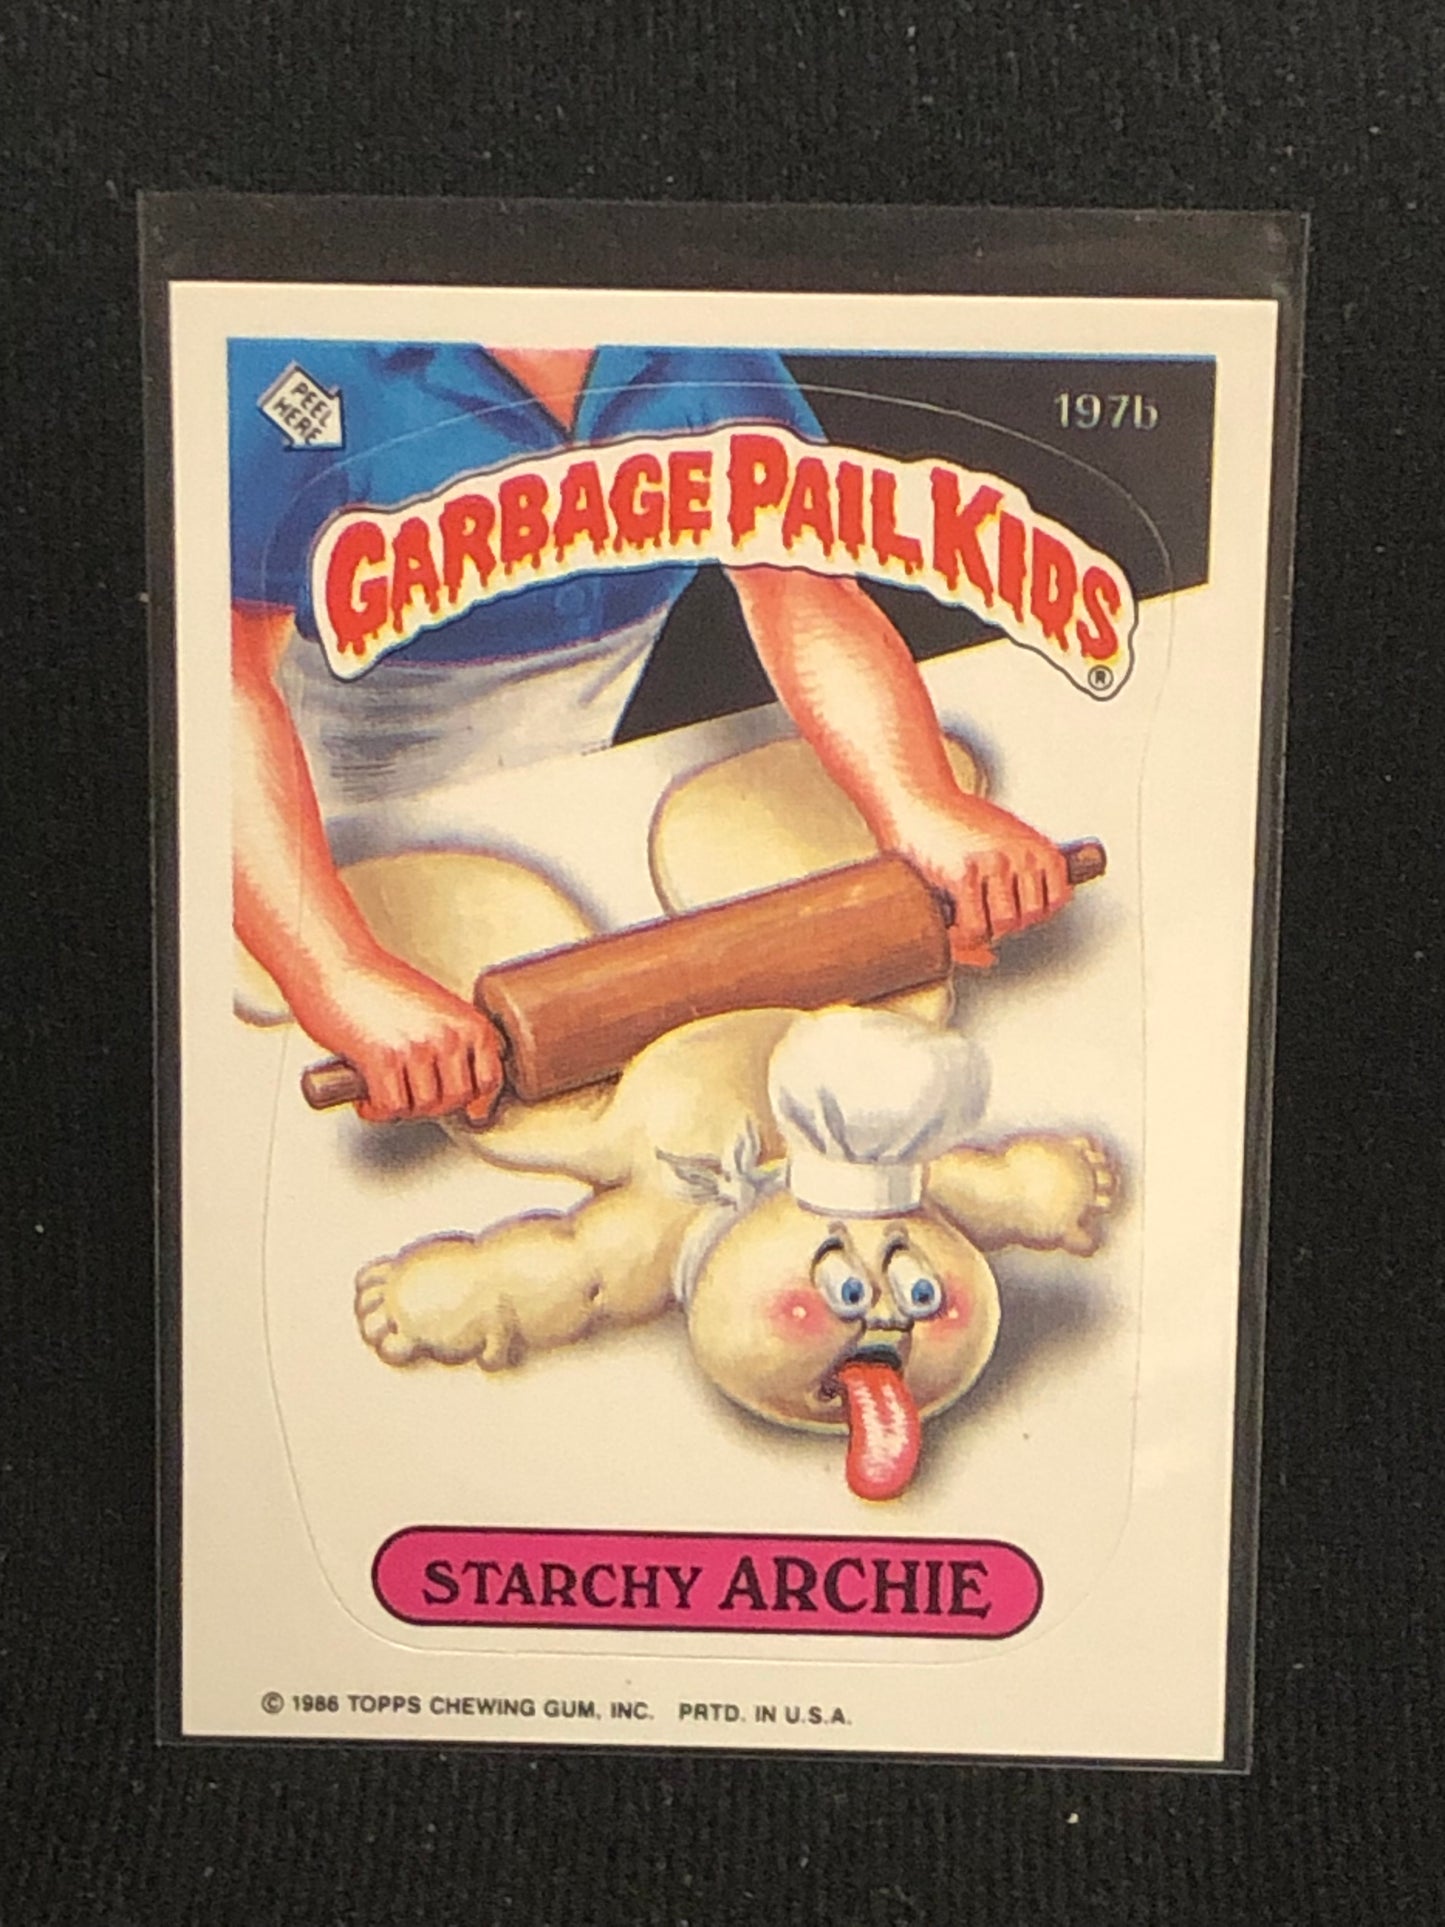 PEEL
HERE
197b
GARBAGE PAIL KIDS
®
STARCHY ARCHIE
© 1986 TOPPS CHEWING GUM, INC. PRTD. IN U.S.A.